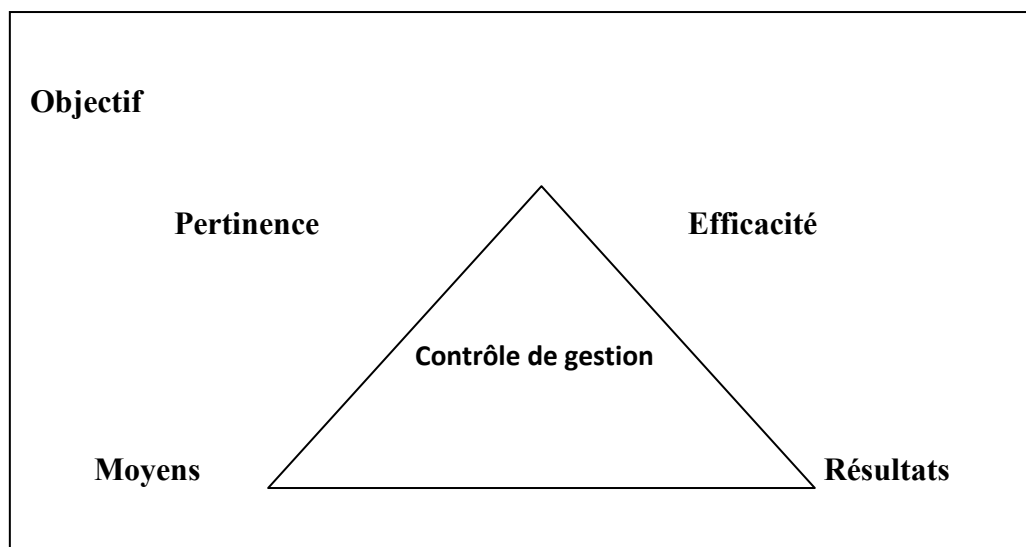 Objectif
Pertinence Efficacité
Contrôle de gestion
Moyens Résultats